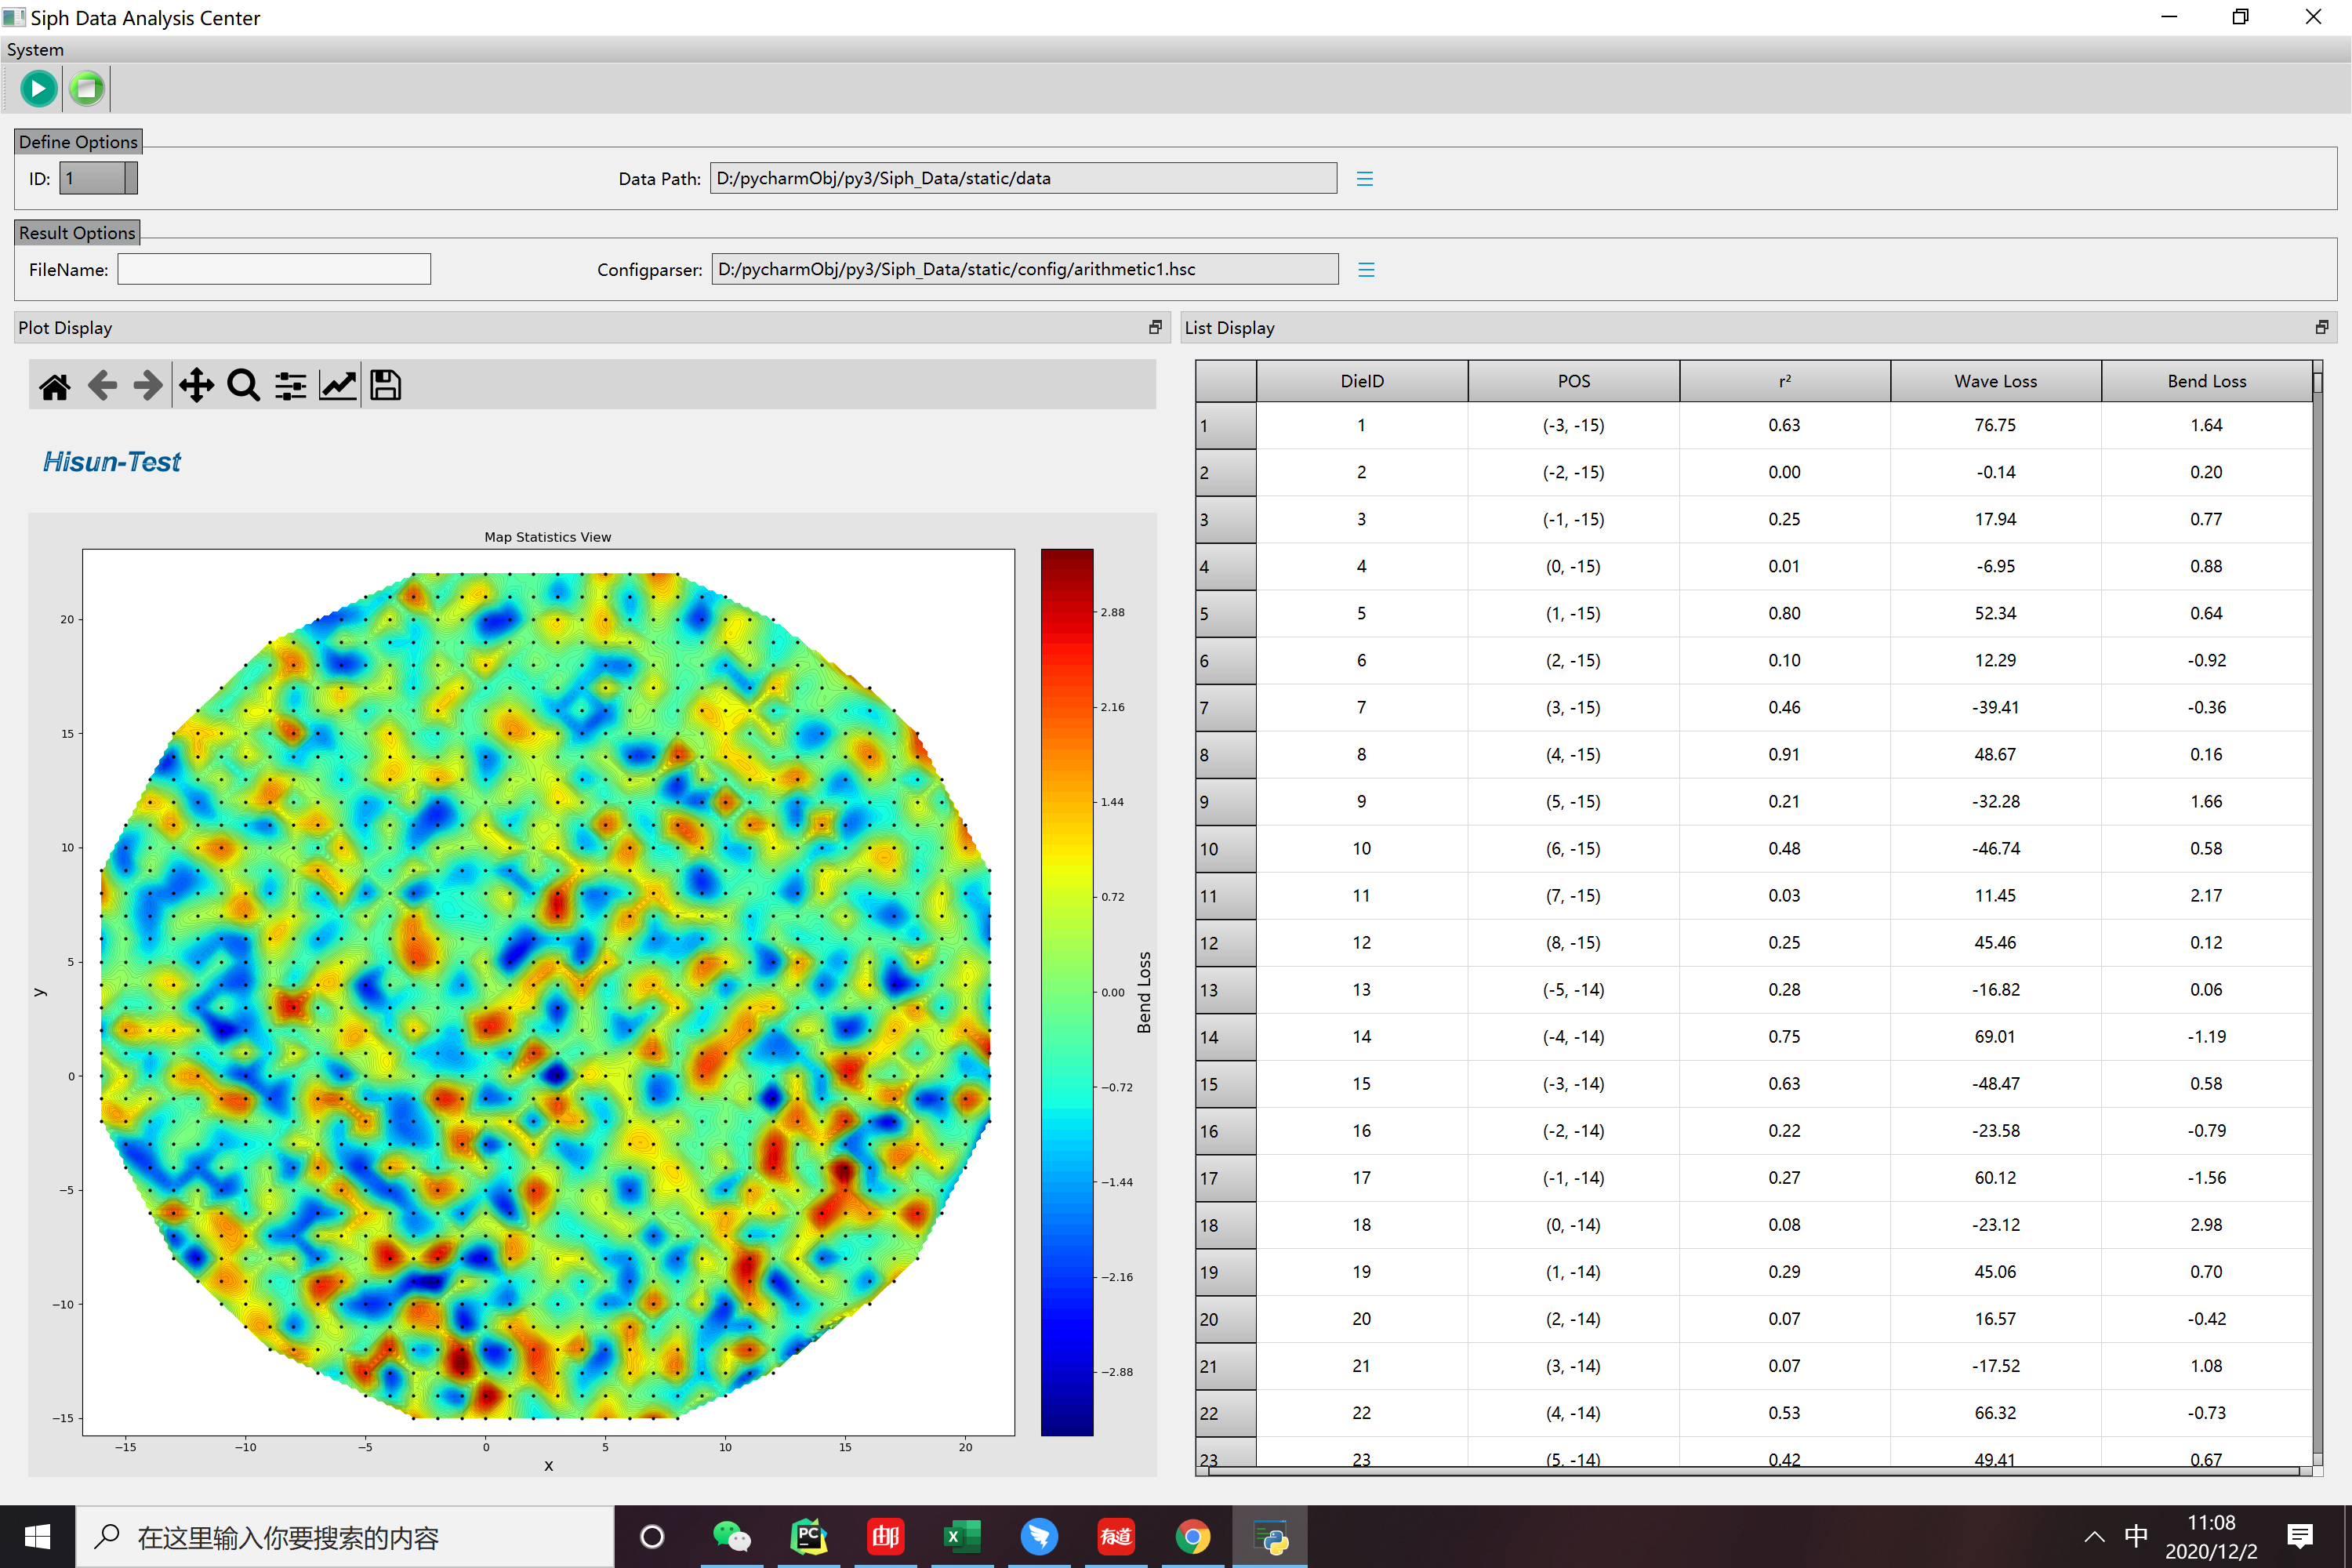 Siph Data Analysis Center
System
Define Options
ID: 1 Data Path: D:/pycharmObj/py3/Siph_Data/static/data
Result Options
FileName: Configparser: D:/pycharmObj/py3/Siph_Data/static/config/arithmetic1.hsc
Plot Display
Hisun-Test
Map Statistics View
20
15
10
5
0
−5
−10
−15
y
−15 −10 −5 0 5 10 15 20
x
2.88
2.16
1.44
0.72
0.00
−0.72
−1.44
−2.16
−2.88
Bend Loss
List Display
DieID POS r² Wave Loss Bend Loss
1 1 (-3, -15) 0.63 76.75 1.64
2 2 (-2, -15) 0.00 -0.14 0.20
3 3 (-1, -15) 0.25 17.94 0.77
4 4 (0, -15) 0.01 -6.95 0.88
5 5 (1, -15) 0.80 52.34 0.64
6 6 (2, -15) 0.10 12.29 -0.92
7 7 (3, -15) 0.46 -39.41 -0.36
8 8 (4, -15) 0.91 48.67 0.16
9 9 (5, -15) 0.21 -32.28 1.66
10 10 (6, -15) 0.48 -46.74 0.58
11 11 (7, -15) 0.03 11.45 2.17
12 12 (8, -15) 0.25 45.46 0.12
13 13 (-5, -14) 0.28 -16.82 0.06
14 14 (-4, -14) 0.75 69.01 -1.19
15 15 (-3, -14) 0.63 -48.47 0.58
16 16 (-2, -14) 0.22 -23.58 -0.79
17 17 (-1, -14) 0.27 60.12 -1.56
18 18 (0, -14) 0.08 -23.12 2.98
19 19 (1, -14) 0.29 45.06 0.70
20 20 (2, -14) 0.07 16.57 -0.42
21 21 (3, -14) 0.07 -17.52 1.08
22 22 (4, -14) 0.53 66.32 -0.73
23 23 (5, -14) 0.42 49.41 0.67
在这里输入你要搜索的内容
PC
邮
X
有道
中
11:08
2020/12/2